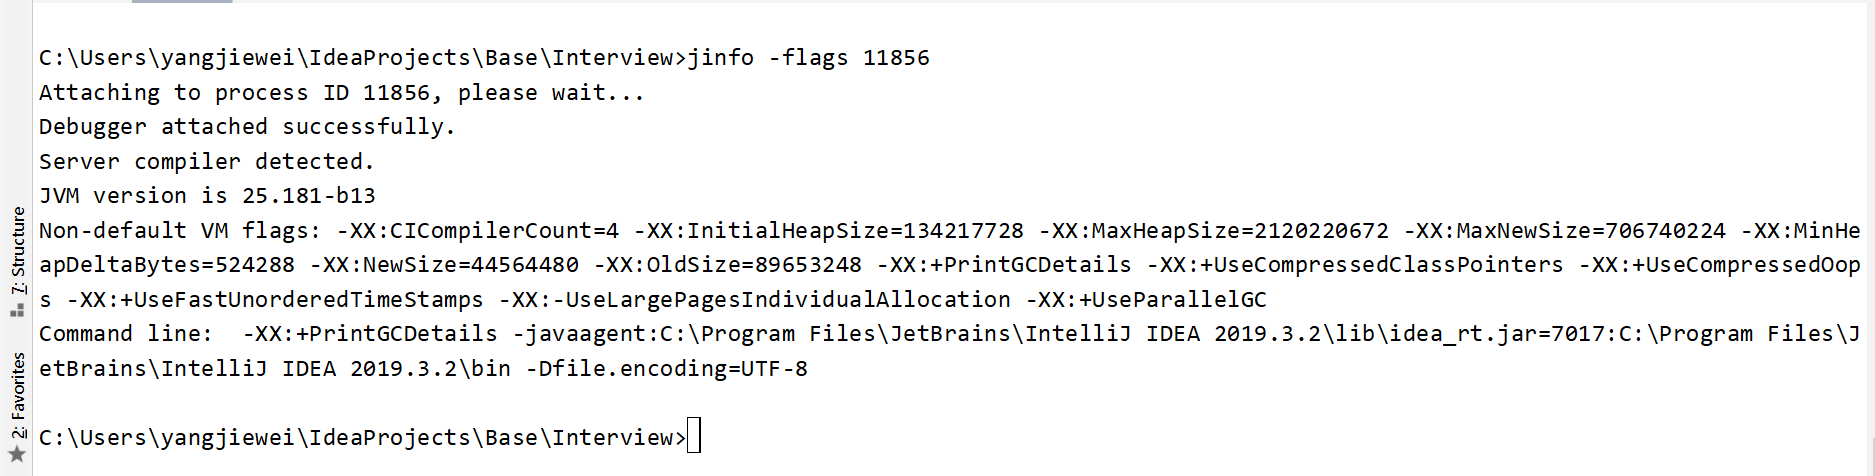 C:\Users\yangjiewei\IdeaProjects\Base\Interview>jinfo -flags 11856
Attaching to process ID 11856, please wait...
Debugger attached successfully.
Server compiler detected.
JVM version is 25.181-b13
Non-default VM flags: -XX:CICompilerCount=4 -XX:InitialHeapSize=134217728 -XX:MaxHeapSize=2120220672 -XX:MaxNewSize=706740224 -XX:MinHe
apDeltaBytes=524288 -XX:NewSize=44564480 -XX:OldSize=89653248 -XX:+PrintGCDetails -XX:+UseCompressedClassPointers -XX:+UseCompressedOop
s -XX:+UseFastUnorderedTimeStamps -XX:-UseLargePagesIndividualAllocation -XX:+UseParallelGC
Command line:  -XX:+PrintGCDetails -javaagent:C:\Program Files\JetBrains\IntelliJ IDEA 2019.3.2\lib\idea_rt.jar=7017:C:\Program Files\J
etBrains\IntelliJ IDEA 2019.3.2\bin -Dfile.encoding=UTF-8
C:\Users\yangjiewei\IdeaProjects\Base\Interview>
7: Structure
2: Favorites